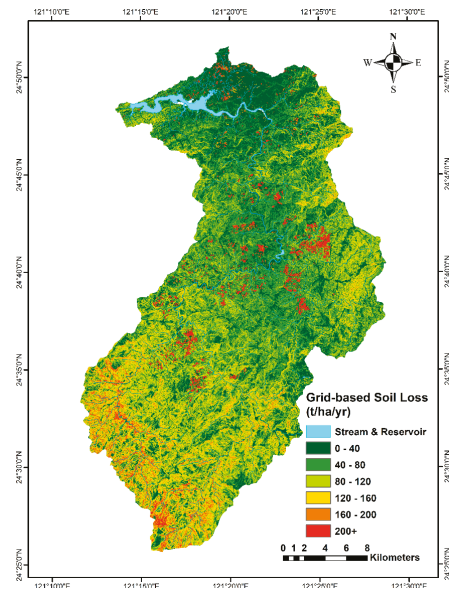 121°10'0"E 121°15'0"E 121°20'0"E 121°25'0"E 121°30'0"E
N
W E
S
24°50'0"N 24°50'0"N
24°45'0"N 24°45'0"N
24°40'0"N 24°40'0"N
24°35'0"N 24°35'0"N
24°30'0"N 24°30'0"N
24°25'0"N 24°25'0"N
Grid-based Soil Loss
(t/ha/yr)
Stream & Reservoir
0 - 40
40 - 80
80 - 120
120 - 160
160 - 200
200+
0 1 2 4 6 8
Kilometers
121°10'0"E 121°15'0"E 121°20'0"E 121°25'0"E 121°30'0"E